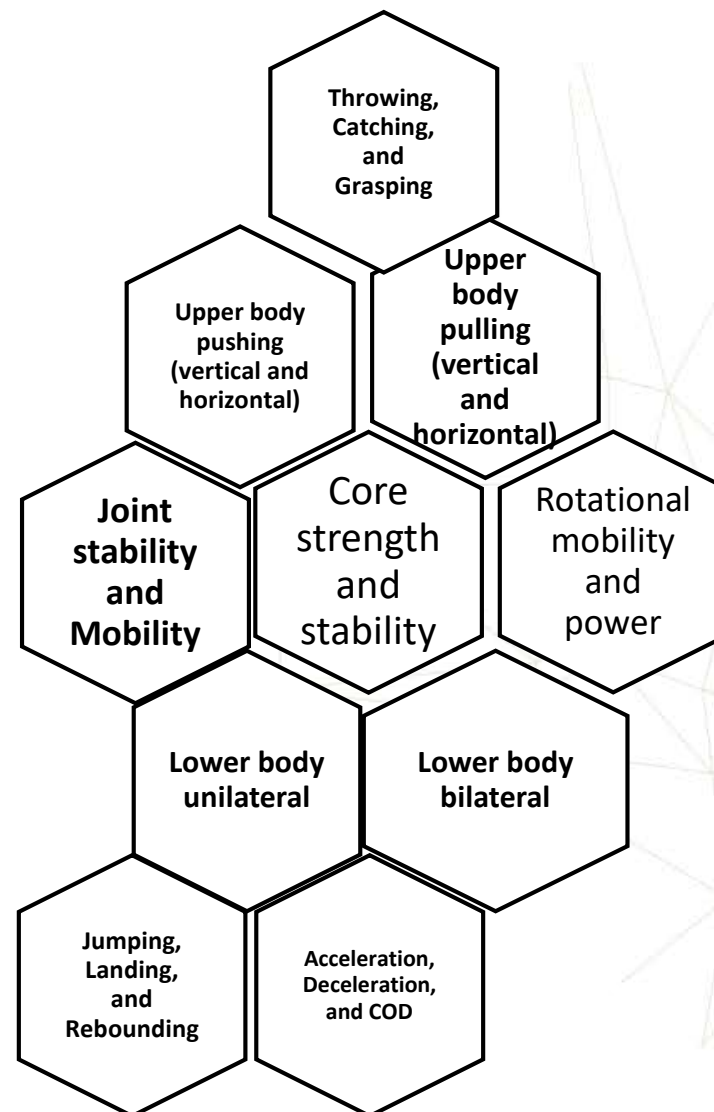 Throwing,
Catching,
and
Grasping
Upper body
pushing
(vertical and
horizontal)
Upper
body
pulling
(vertical
and
horizontal)
Joint
stability
and
Mobility
Core
strength
and
stability
Rotational
mobility
and
power
Lower body
unilateral
Lower body
bilateral
Jumping,
Landing,
and
Rebounding
Acceleration,
Deceleration,
and COD